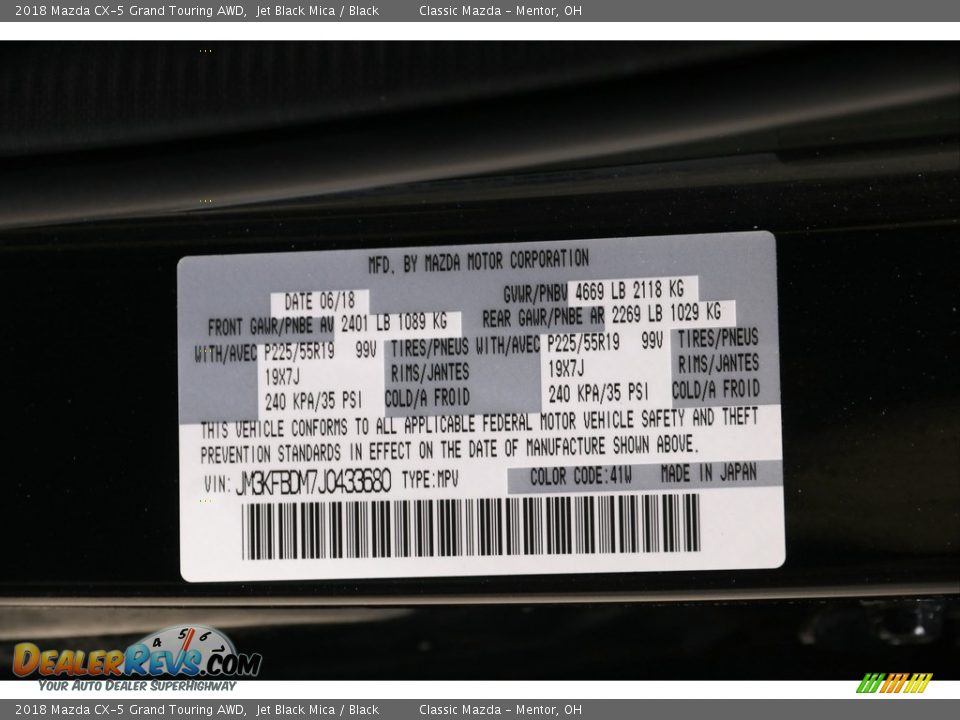 2018 Mazda CX-5 Grand Touring AWD, Jet Black Mica / Black Classic Mazda - Mentor, OH
MFD. BY MAZDA MOTOR CORPORATION
DATE 06/18 GVWR/PNBV 4669 LB 2118 KG
FRONT GAWR/PNBE AV 2401 LB 1089 KG REAR GAWR/PNBE AR 2269 LB 1029 KG
WITH/AVEC P225/55R19 99V TIRES/PNEUS WITH/AVEC P225/55R19 99V TIRES/PNEUS
19X7J RIMS/JANTES 19X7J RIMS/JANTES
240 KPA/35 PSI COLD/A FROID 240 KPA/35 PSI COLD/A FROID
THIS VEHICLE CONFORMS TO ALL APPLICABLE FEDERAL MOTOR VEHICLE SAFETY AND THEFT
PREVENTION STANDARDS IN EFFECT ON THE DATE OF MANUFACTURE SHOWN ABOVE.
VIN: JM3KFBDM7J0433680 TYPE:MPV COLOR CODE:41W MADE IN JAPAN
4 5 6
DealerRevs.com
Your Auto Dealer SuperHighway
2018 Mazda CX-5 Grand Touring AWD, Jet Black Mica / Black Classic Mazda - Mentor, OH